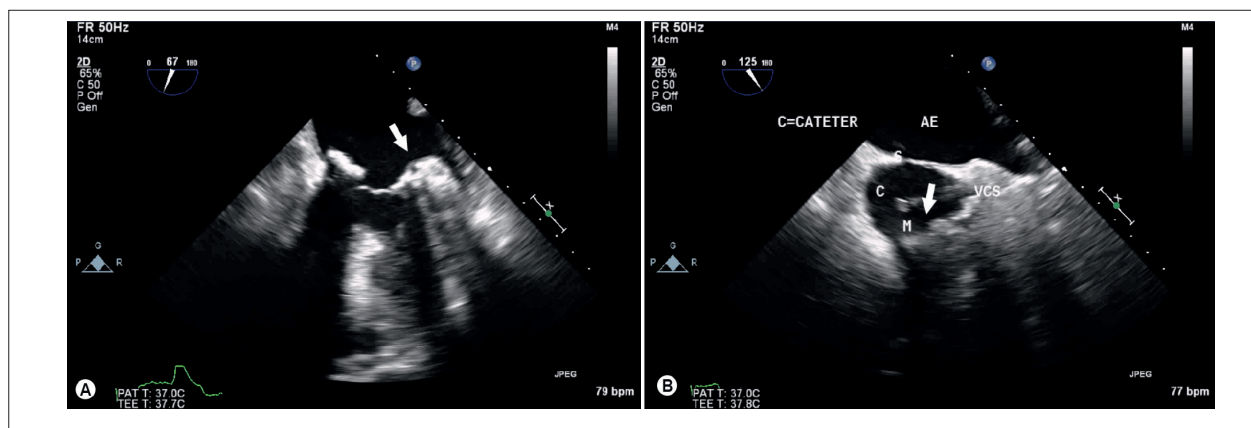 FR 50Hz
14cm
M4
2D
65%
C 50
P Off
Gen
0 67 180
P
G
P R
JPEG
A
PAT T: 37.0C
TEE T: 37.7C
79 bpm
FR 50Hz
14cm
M4
2D
65%
C 50
P Off
Gen
0 125 180
P
C=CATETER AE
S
C VCS
M
G
P R
JPEG
B
PAT T: 37.0C
TEE T: 37.8C
77 bpm